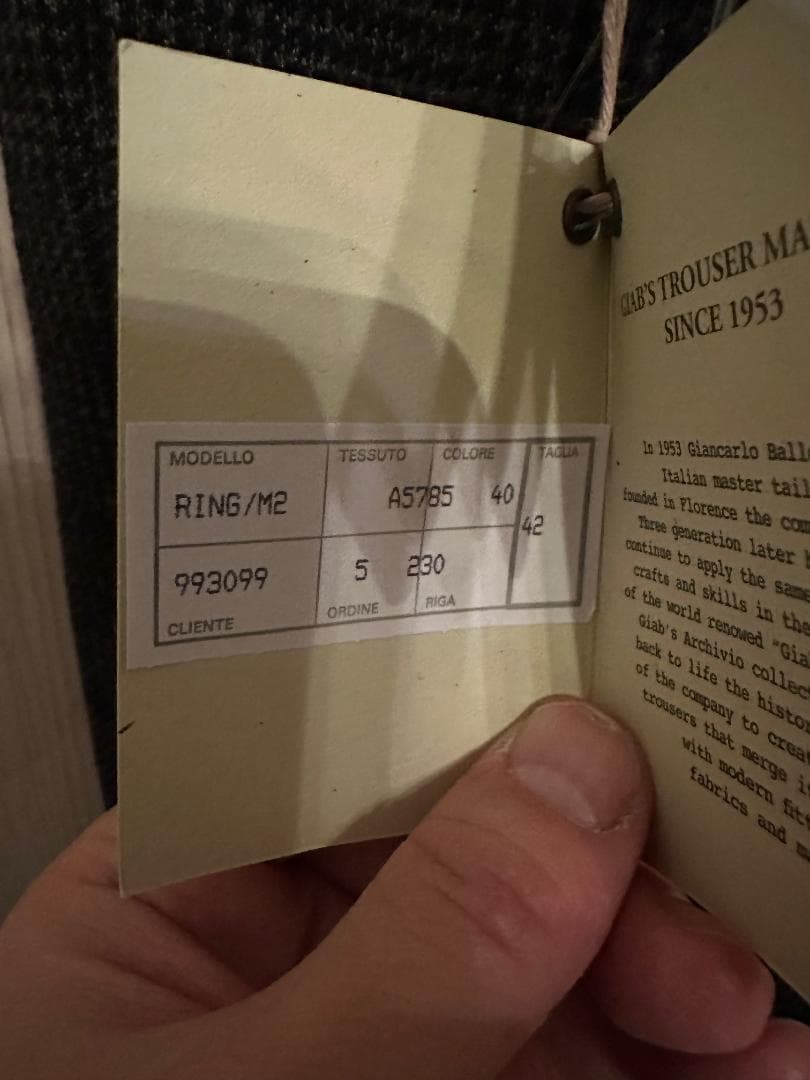 MODELLO TESSUTO COLORE TAGLIA
RING/M2 A5785 40
42
993099 5 230
CLIENTE ORDINE RIGA
GIAB'S TROUSER
SINCE 1953
In 1953 Giancarlo
Italian master
founded in Florence the
Three generation later
continue to apply the same
crafts and skills in the
of the world renowned
Giab's Archivio
back to life the
of the company to
trousers that merge
with modern
fabrics and